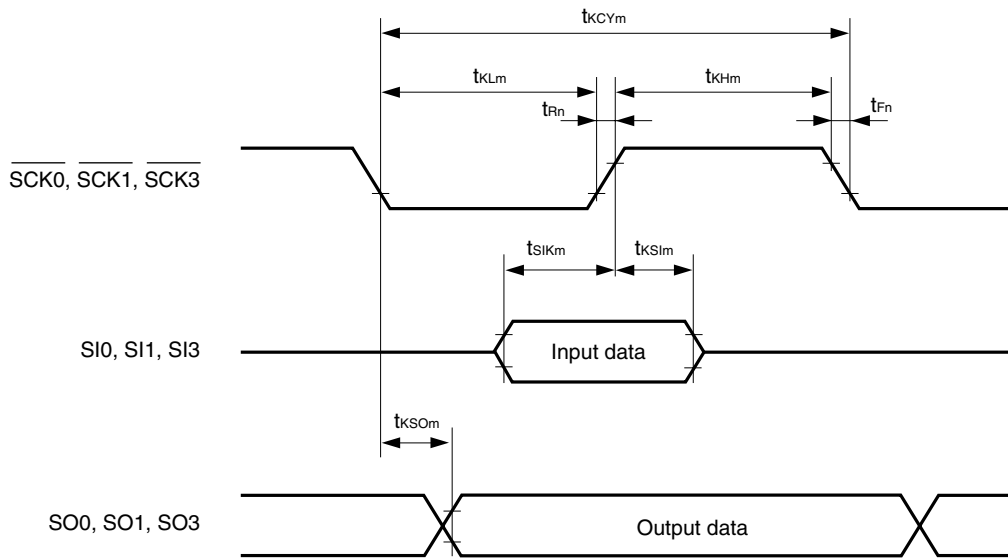 tKCYm
tKLm
tKHm
tRn
tFn
SCK0, SCK1, SCK3
tSIKm
tKSIm
SI0, SI1, SI3
Input data
tKSOm
SO0, SO1, SO3
Output data